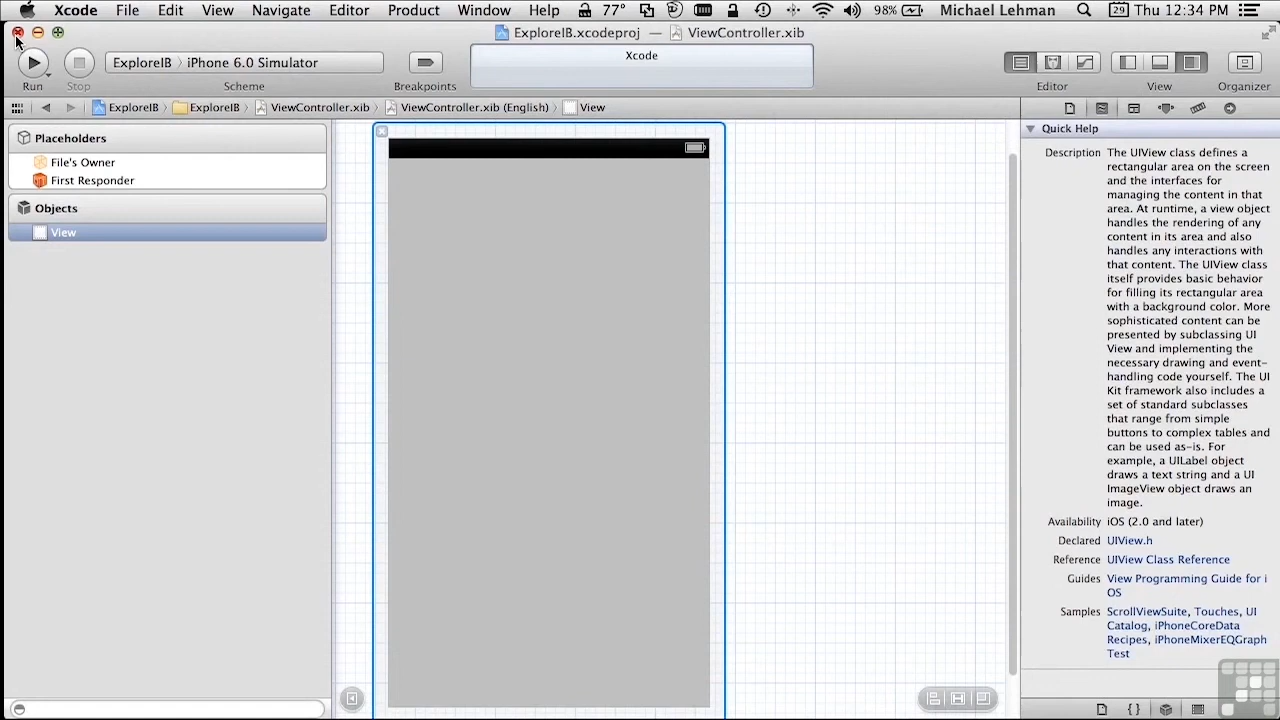 Xcode File Edit View Navigate Editor Product Window Help 77° 98% Michael Lehman 29 Thu 12:34 PM
ExploreIB.xcodeproj — ViewController.xib
ExploreIB iPhone 6.0 Simulator
Xcode
Run Stop Scheme Breakpoints Editor View Organizer
ExploreIB ExploreIB ViewController.xib ViewController.xib (English) View
Placeholders
File's Owner
First Responder
Objects
View
Quick Help
Description The UIView class defines a
rectangular area on the screen
and the interfaces for
managing the content in that
area. At runtime, a view object
handles the rendering of any
content in its area and also
handles any interactions with
that content. The UIView class
itself provides basic behavior
for filling its rectangular area
with a background color. More
sophisticated content can be
presented by subclassing UI
View and implementing the
necessary drawing and event-
handling code yourself. The UI
Kit framework also includes a
set of standard subclasses
that range from simple
buttons to complex tables and
can be used as-is. For
example, a UILabel object
draws a text string and a UI
ImageView object draws an
image.
Availability iOS (2.0 and later)
Declared UIView.h
Reference UIView Class Reference
Guides View Programming Guide for i
OS
Samples ScrollViewSuite, Touches, UI
Catalog, iPhoneCoreData
Recipes, iPhoneMixerEQGraph
Test